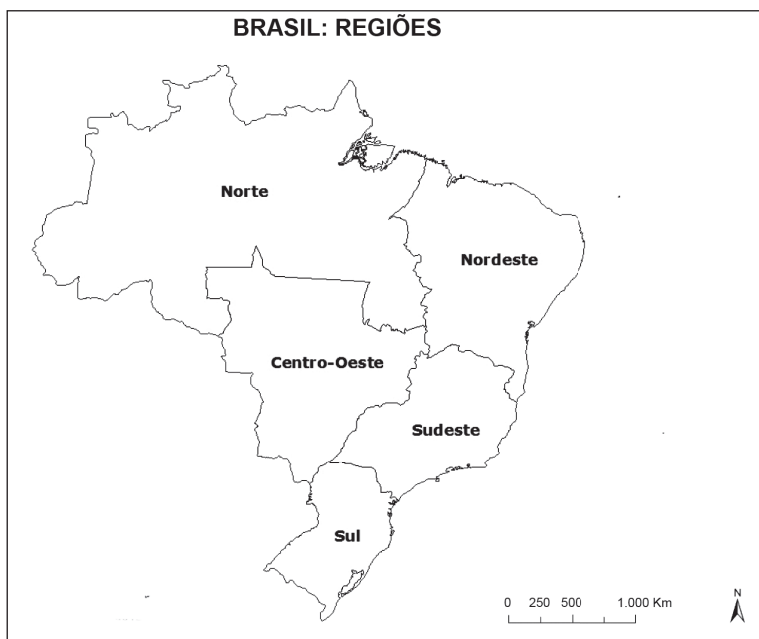 BRASIL: REGIÕES
Norte
Nordeste
Centro-Oeste
Sudeste
Sul
N
0 250 500 1.000 Km